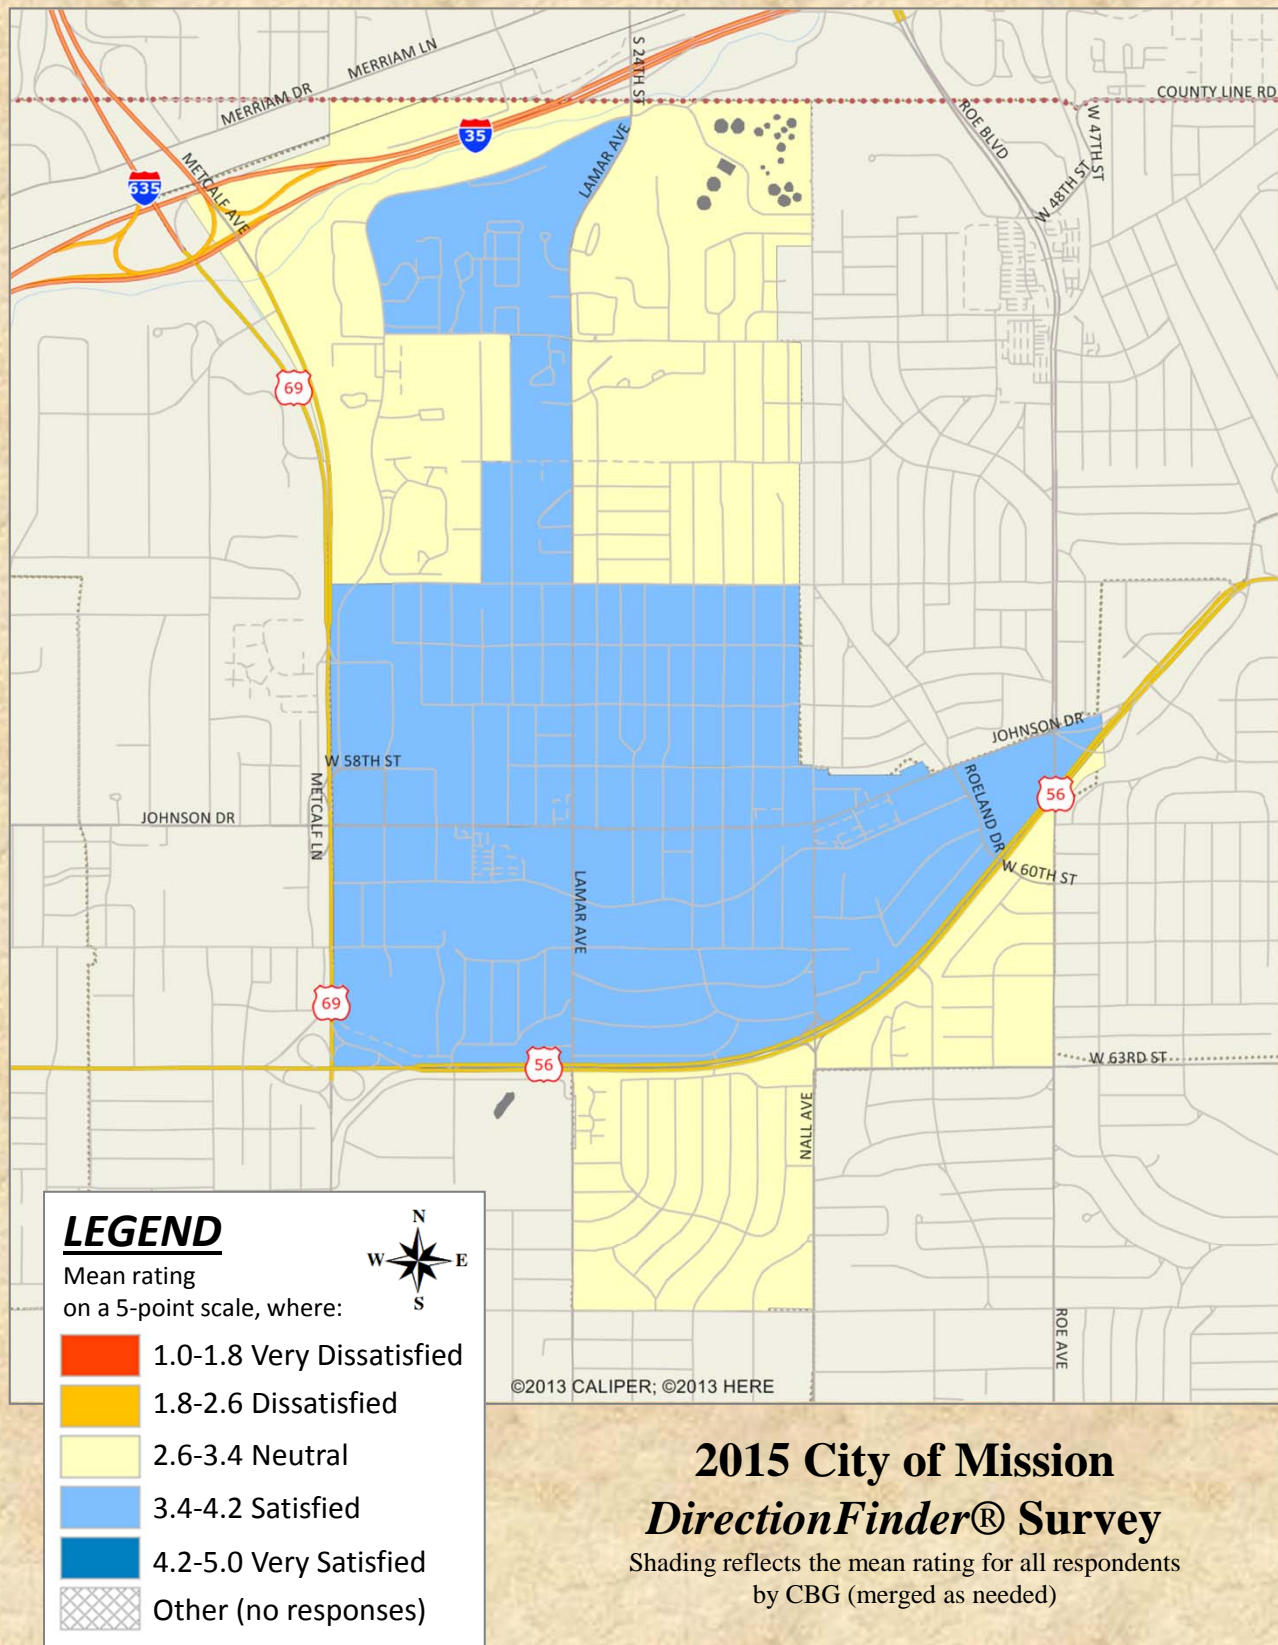 MERRIAM LN
S 24TH ST
MERRIAM DR
COUNTY LINE RD
35
ROE BLVD
W 47TH ST
LAMAR AVE
METCALF AVE
635
W 48TH ST
69
JOHNSON DR
W 58TH ST
ROELAND DR
56
METCALF LN
JOHNSON DR
W 60TH ST
LAMAR AVE
69
56
W 63RD ST
NALL AVE
ROE AVE
©2013 CALIPER; ©2013 HERE
LEGEND
N
W E
S
Mean rating
on a 5-point scale, where:
1.0-1.8 Very Dissatisfied
1.8-2.6 Dissatisfied
2.6-3.4 Neutral
3.4-4.2 Satisfied
4.2-5.0 Very Satisfied
Other (no responses)
2015 City of Mission
DirectionFinder® Survey
Shading reflects the mean rating for all respondents
by CBG (merged as needed)